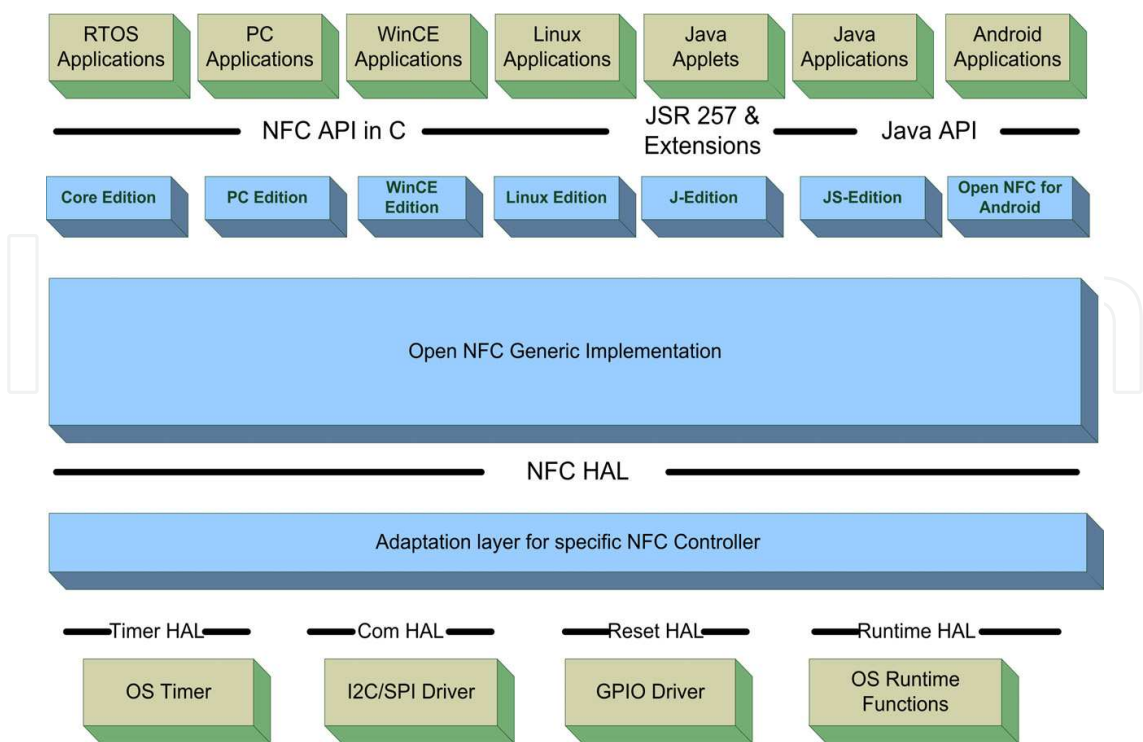 RTOS Applications
PC Applications
WinCE Applications
Linux Applications
Java Applets
Java Applications
Android Applications
NFC API in C
JSR 257 & Extensions
Java API
Core Edition
PC Edition
WinCE Edition
Linux Edition
J-Edition
JS-Edition
Open NFC for Android
Open NFC Generic Implementation
NFC HAL
Adaptation layer for specific NFC Controller
Timer HAL
Com HAL
Reset HAL
Runtime HAL
OS Timer
I2C/SPI Driver
GPIO Driver
OS Runtime Functions